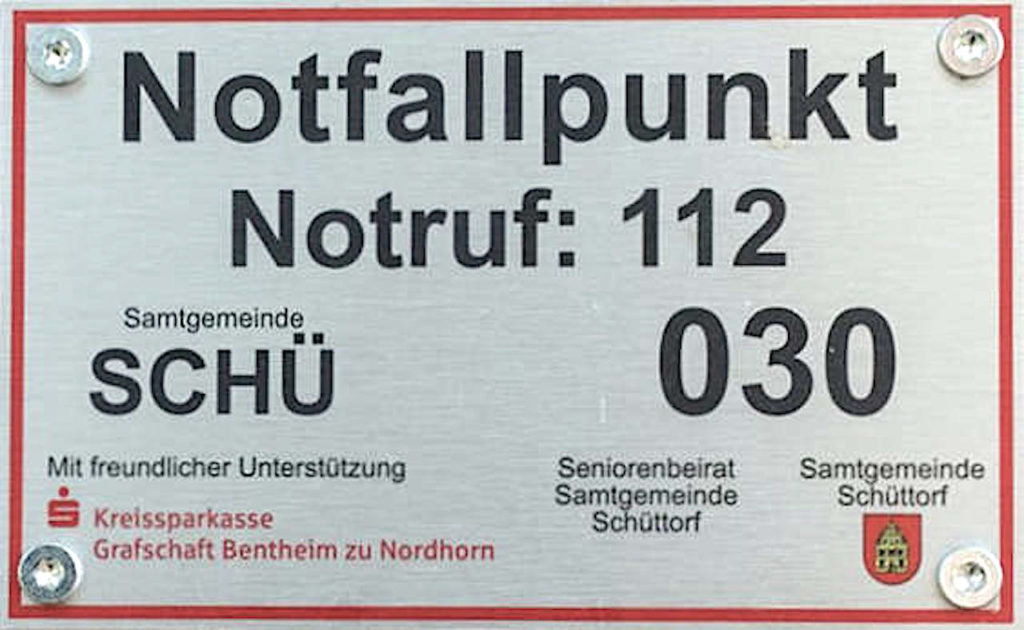 Notfallpunkt
Notruf: 112
Samtgemeinde
SCHÜ
030
Mit freundlicher Unterstützung
Kreissparkasse
Grafschaft Bentheim zu Nordhorn
Seniorenbeirat
Samtgemeinde
Schüttorf
Samtgemeinde
Schüttorf